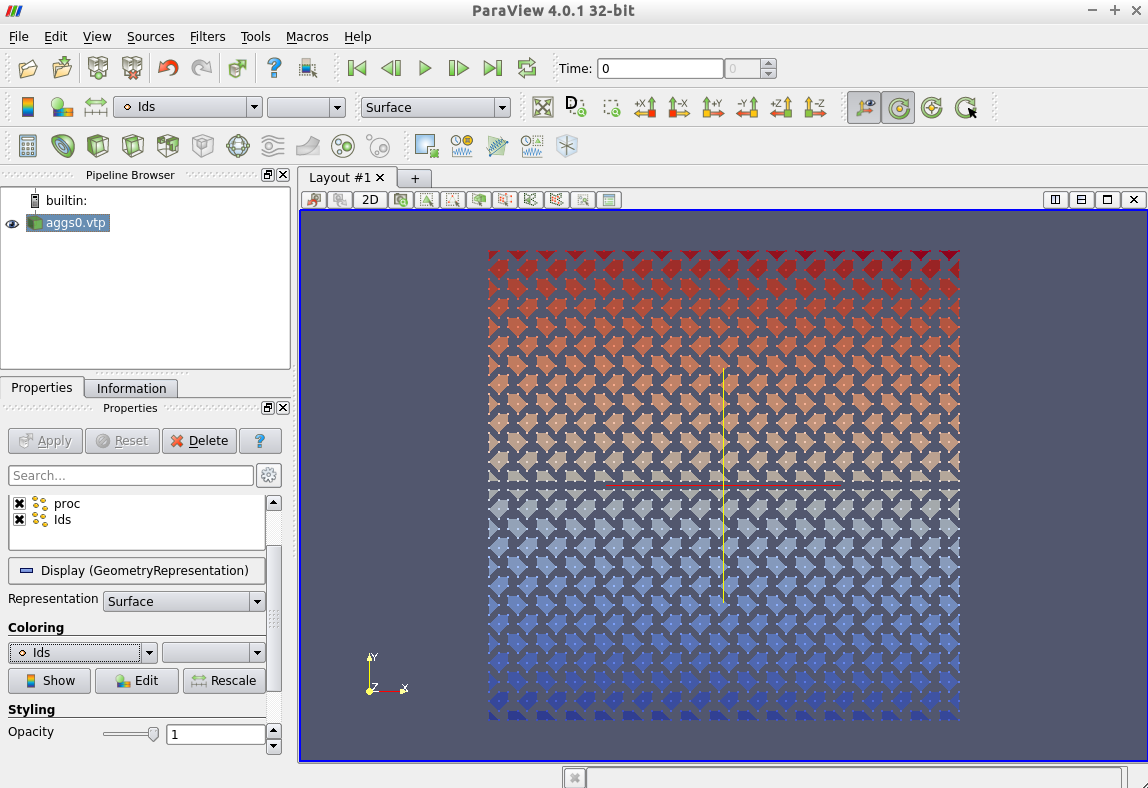 ParaView 4.0.1 32-bit
File Edit View Sources Filters Tools Macros Help
? Time: 0 0
Ids Surface D +X -X +Y -Y +Z -Z
Pipeline Browser
Layout #1 +
builtin:
2D
aggs0.vtp
Properties Information
Properties
Apply Reset Delete ?
Search...
proc
Ids
Display (GeometryRepresentation)
Representation Surface
Coloring
Ids
Show Edit Rescale
Styling
Opacity 1
Y
Z X